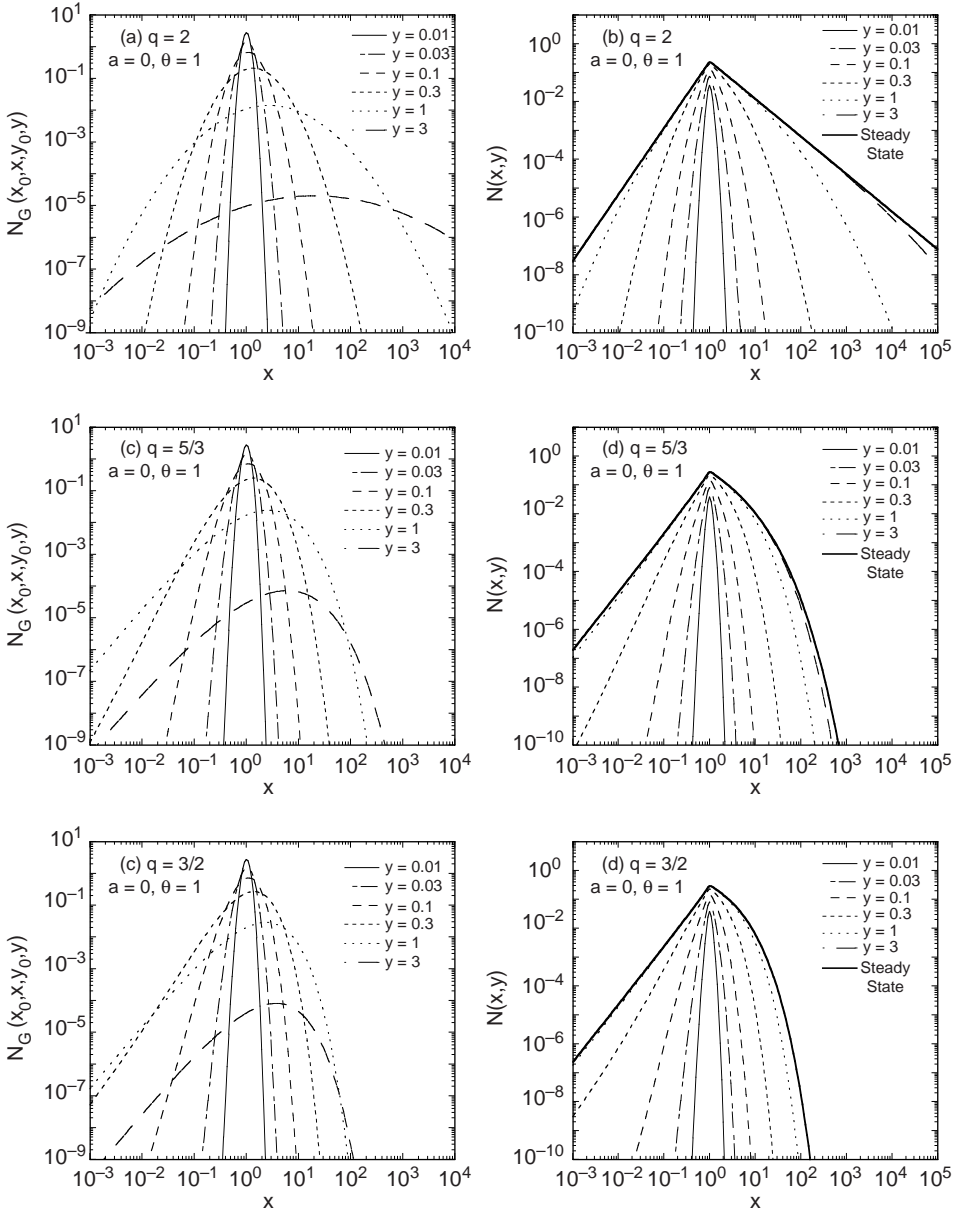 (a) q = 2
a = 0, θ = 1
y = 0.01
y = 0.03
y = 0.1
y = 0.3
y = 1
y = 3
N_G (x_0,x,y_0,y)
10^1
10^−1
10^−3
10^−5
10^−7
10^−9
10^−3 10^−2 10^−1 10^0 10^1 10^2 10^3 10^4
x
(b) q = 2
a = 0, θ = 1
y = 0.01
y = 0.03
y = 0.1
y = 0.3
y = 1
y = 3
Steady
State
N(x,y)
10^0
10^−2
10^−4
10^−6
10^−8
10^−10
10^−3 10^−2 10^−1 10^0 10^1 10^2 10^3 10^4 10^5
x
(c) q = 5/3
a = 0, θ = 1
y = 0.01
y = 0.03
y = 0.1
y = 0.3
y = 1
y = 3
N_G (x_0,x,y_0,y)
10^1
10^−1
10^−3
10^−5
10^−7
10^−9
10^−3 10^−2 10^−1 10^0 10^1 10^2 10^3 10^4
x
(d) q = 5/3
a = 0, θ = 1
y = 0.01
y = 0.03
y = 0.1
y = 0.3
y = 1
y = 3
Steady
State
N(x,y)
10^0
10^−2
10^−4
10^−6
10^−8
10^−10
10^−3 10^−2 10^−1 10^0 10^1 10^2 10^3 10^4 10^5
x
(c) q = 3/2
a = 0, θ = 1
y = 0.01
y = 0.03
y = 0.1
y = 0.3
y = 1
y = 3
N_G (x_0,x,y_0,y)
10^1
10^−1
10^−3
10^−5
10^−7
10^−9
10^−3 10^−2 10^−1 10^0 10^1 10^2 10^3 10^4
x
(d) q = 3/2
a = 0, θ = 1
y = 0.01
y = 0.03
y = 0.1
y = 0.3
y = 1
y = 3
Steady
State
N(x,y)
10^0
10^−2
10^−4
10^−6
10^−8
10^−10
10^−3 10^−2 10^−1 10^0 10^1 10^2 10^3 10^4 10^5
x